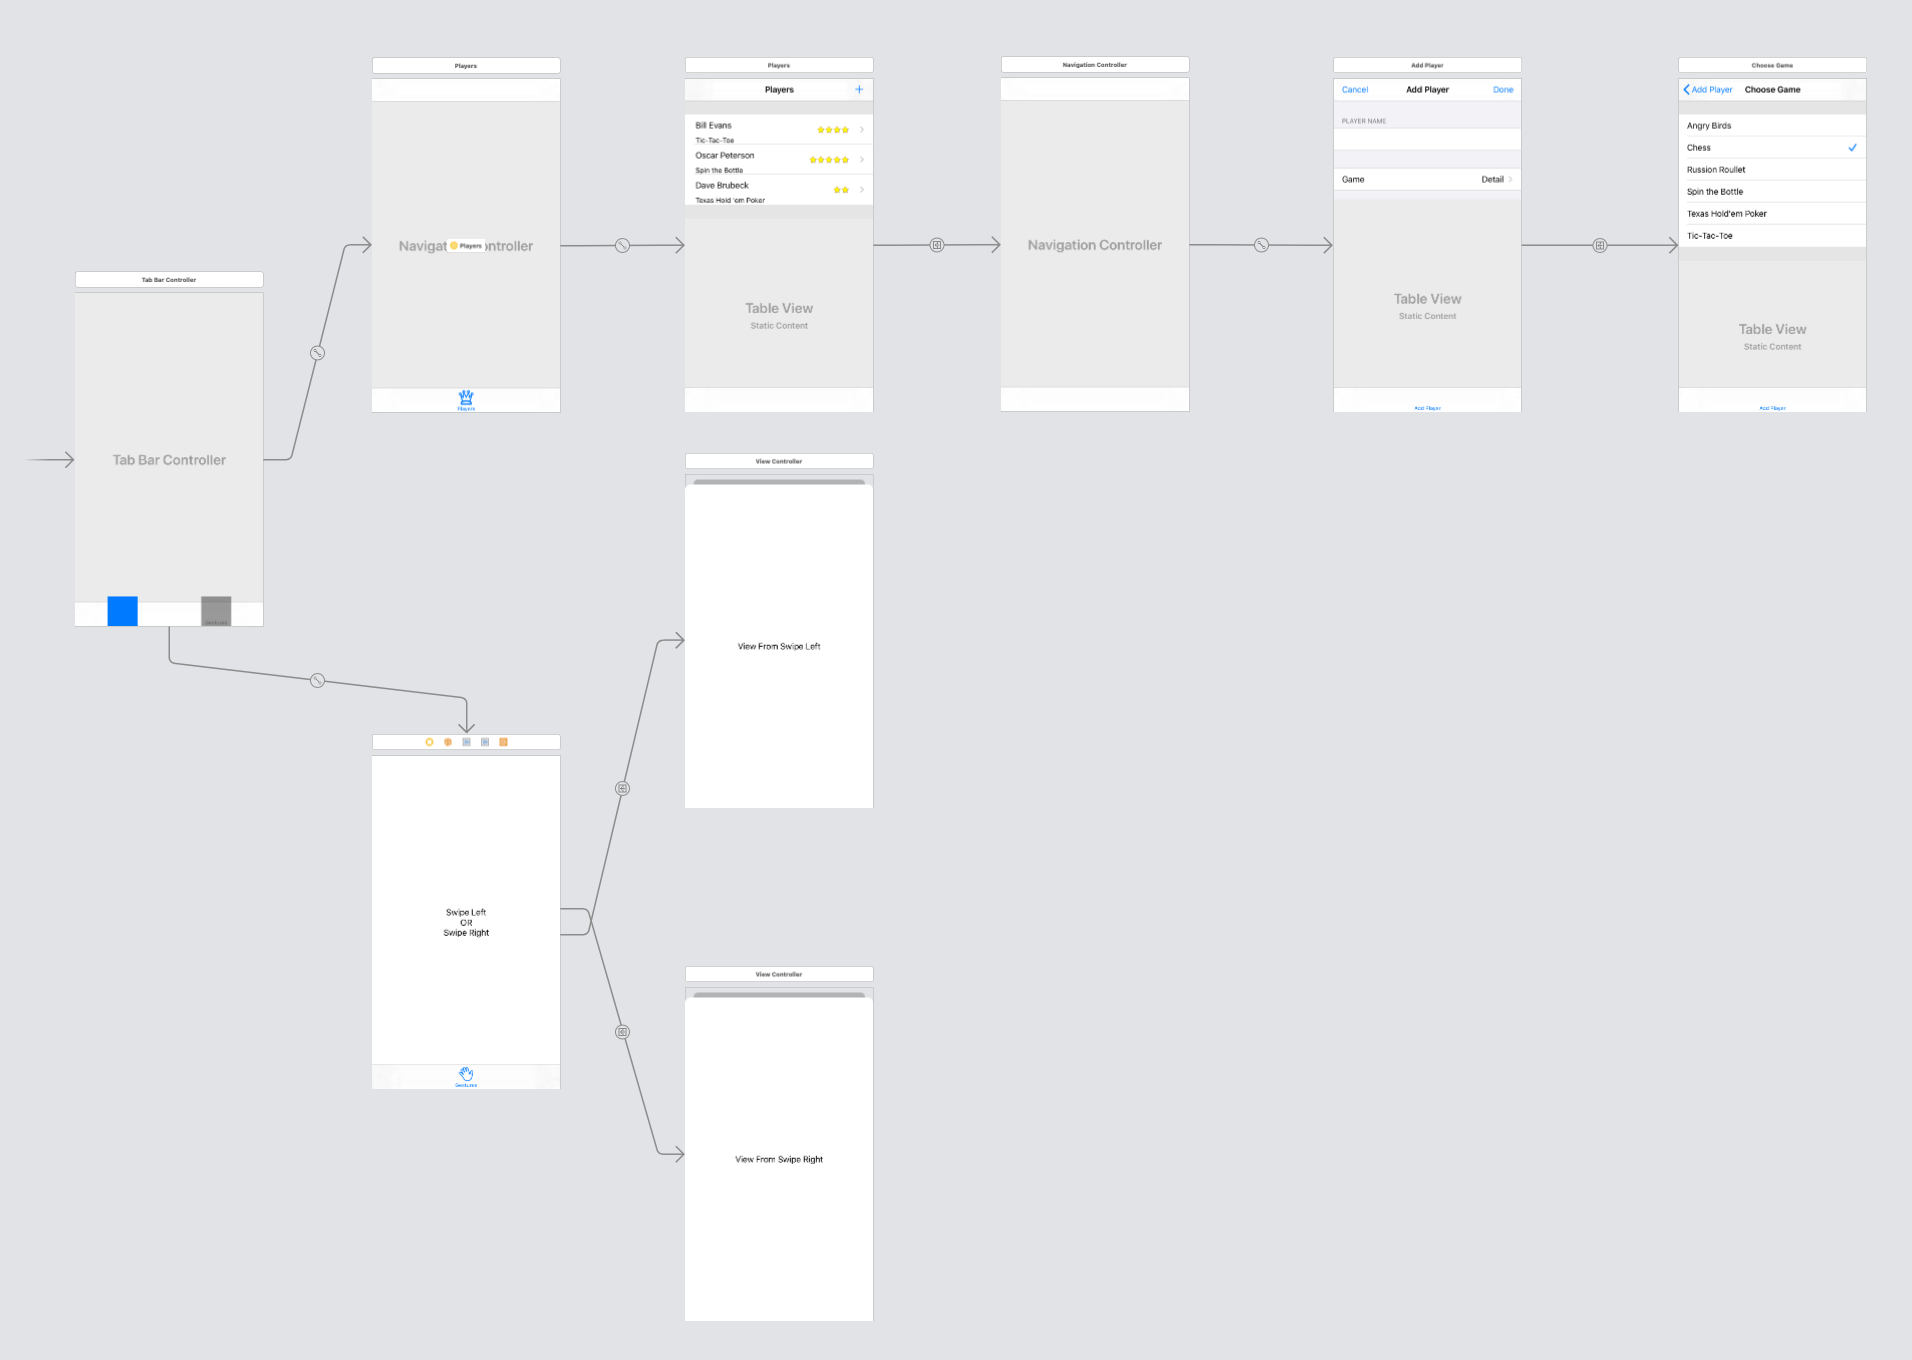 Players
Navigat
Players
ntroller
Players
Players
Players
+
Bill Evans
Tic-Tac-Toe
Oscar Peterson
Spin the Bottle
Dave Brubeck
Texas Hold 'em Poker
Table View
Static Content
Navigation Controller
Navigation Controller
Add Player
Cancel Add Player Done
PLAYER NAME
Game Detail
Table View
Static Content
Add Player
Choose Game
Add Player Choose Game
Angry Birds
Chess
Russion Roullet
Spin the Bottle
Texas Hold'em Poker
Tic-Tac-Toe
Table View
Static Content
Add Player
Tab Bar Controller
Tab Bar Controller
Gestures
View Controller
View From Swipe Left
Swipe Left
OR
Swipe Right
Gestures
View Controller
View From Swipe Right